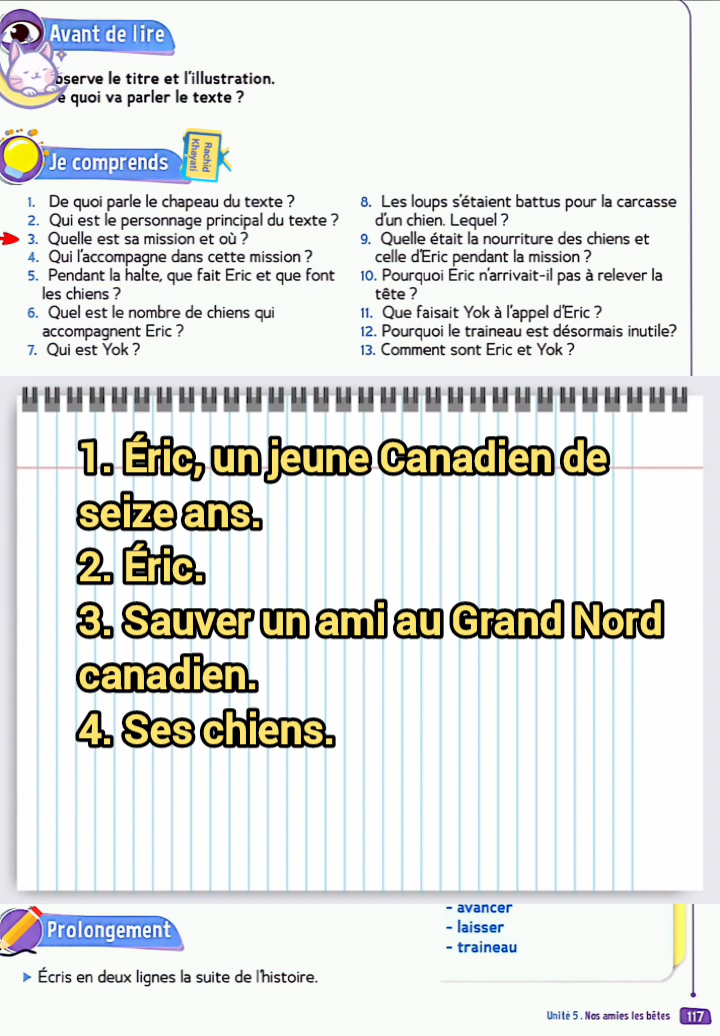 Avant de lire
bserve le titre et l'illustration.
e quoi va parler le texte ?
Je comprends
Rachid
Khayati
1. De quoi parle le chapeau du texte ?
2. Qui est le personnage principal du texte ?
3. Quelle est sa mission et où ?
4. Qui l'accompagne dans cette mission ?
5. Pendant la halte, que fait Eric et que font
les chiens ?
6. Quel est le nombre de chiens qui
accompagnent Eric ?
7. Qui est Yok ?
8. Les loups s'étaient battus pour la carcasse
d'un chien. Lequel ?
9. Quelle était la nourriture des chiens et
celle d'Eric pendant la mission ?
10. Pourquoi Eric n'arrivait-il pas à relever la
tête ?
11. Que faisait Yok à l'appel d'Eric ?
12. Pourquoi le traineau est désormais inutile?
13. Comment sont Eric et Yok ?
1. Éric, un jeune Canadien de
seize ans.
2. Éric.
3. Sauver un ami au Grand Nord
canadien.
4. Ses chiens.
- avancer
- laisser
- traineau
Prolongement
Écris en deux lignes la suite de l'histoire.
Unité 5. Nos amies les bêtes 117